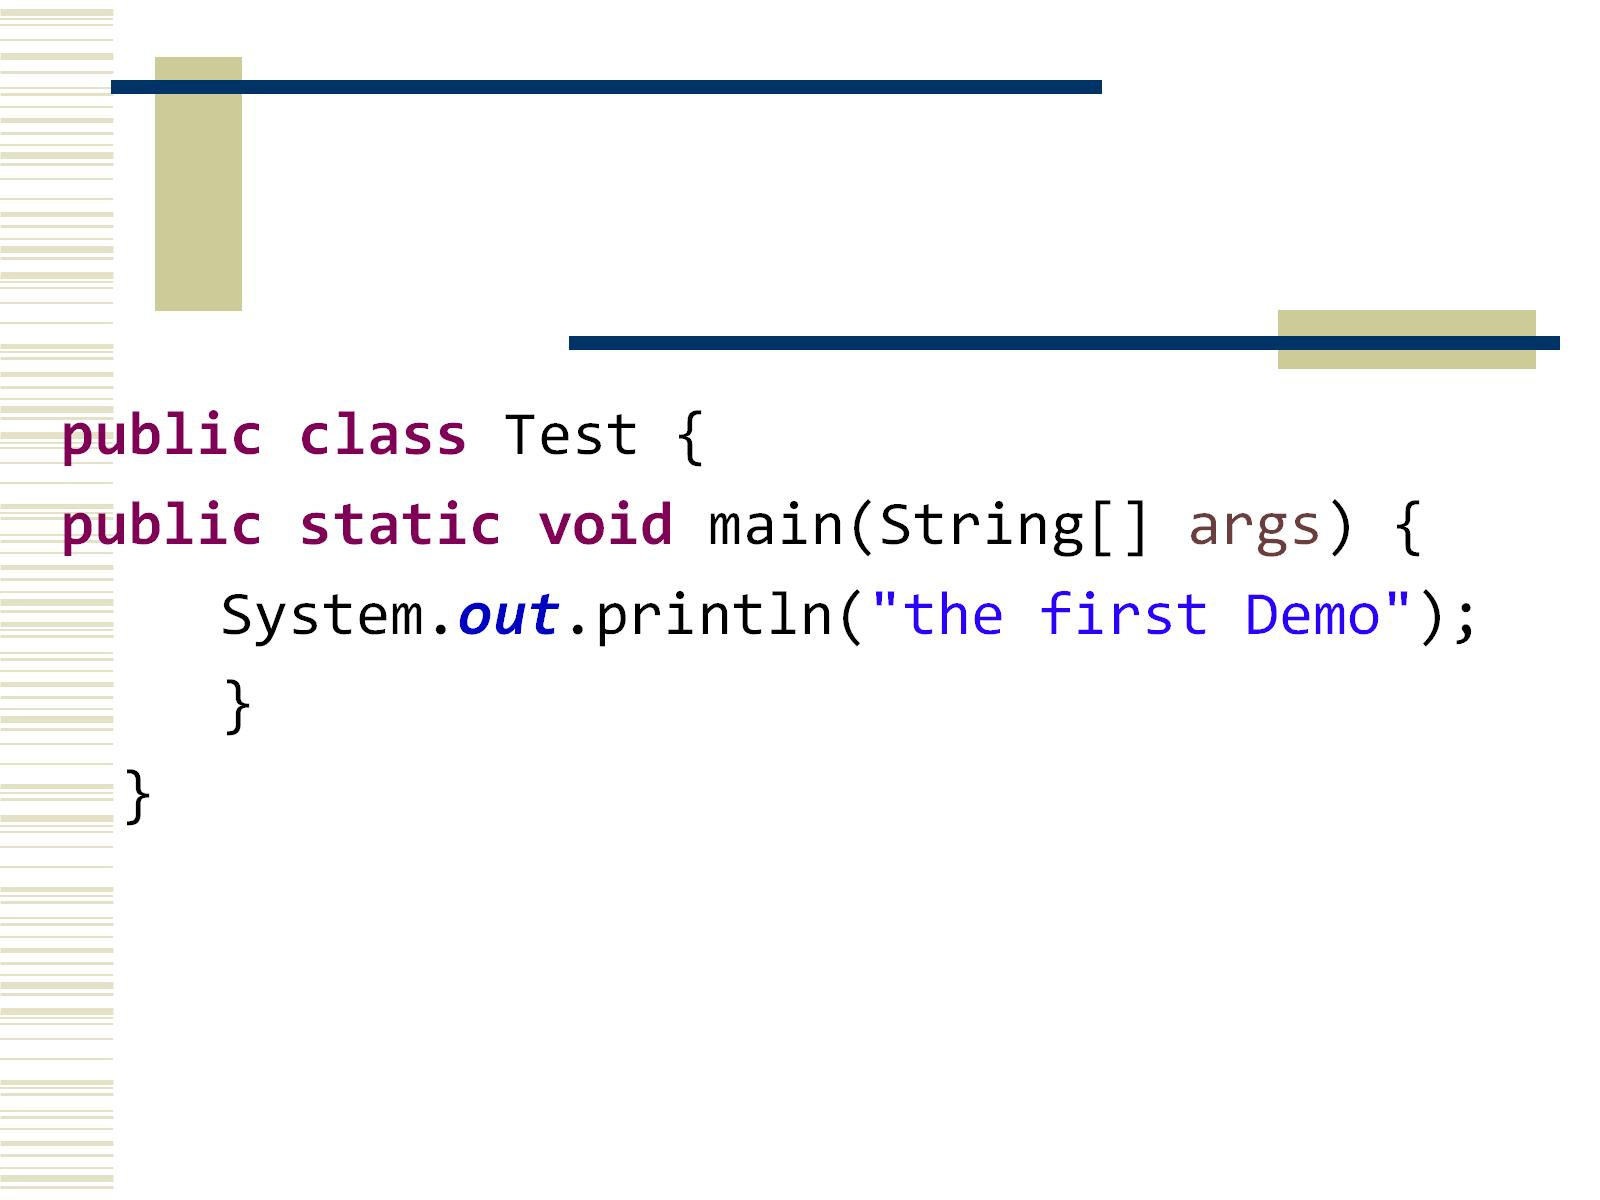 public class Test {
public static void main(String[] args) {
System.out.println("the first Demo");
}
}